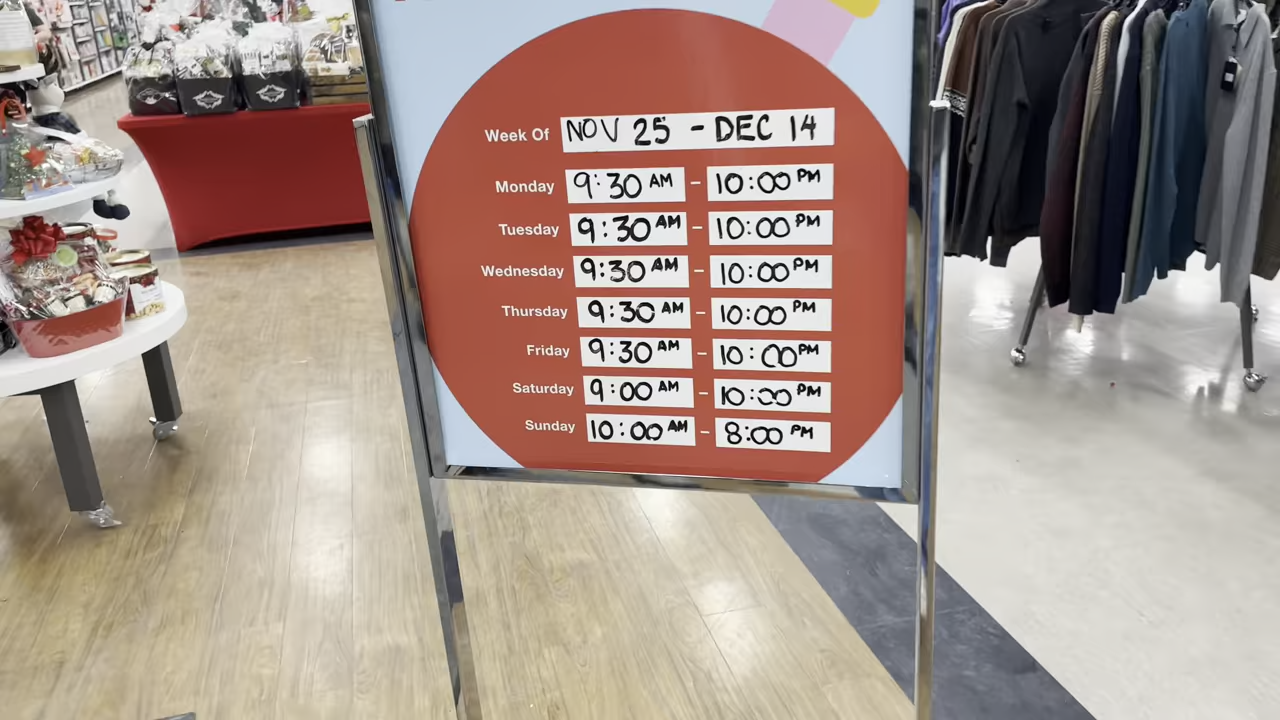 Week Of NOV 25 - DEC 14
Monday 9:30 AM - 10:00 PM
Tuesday 9:30 AM - 10:00 PM
Wednesday 9:30 AM - 10:00 PM
Thursday 9:30 AM - 10:00 PM
Friday 9:30 AM - 10:00 PM
Saturday 9:00 AM - 10:00 PM
Sunday 10:00 AM - 8:00 PM